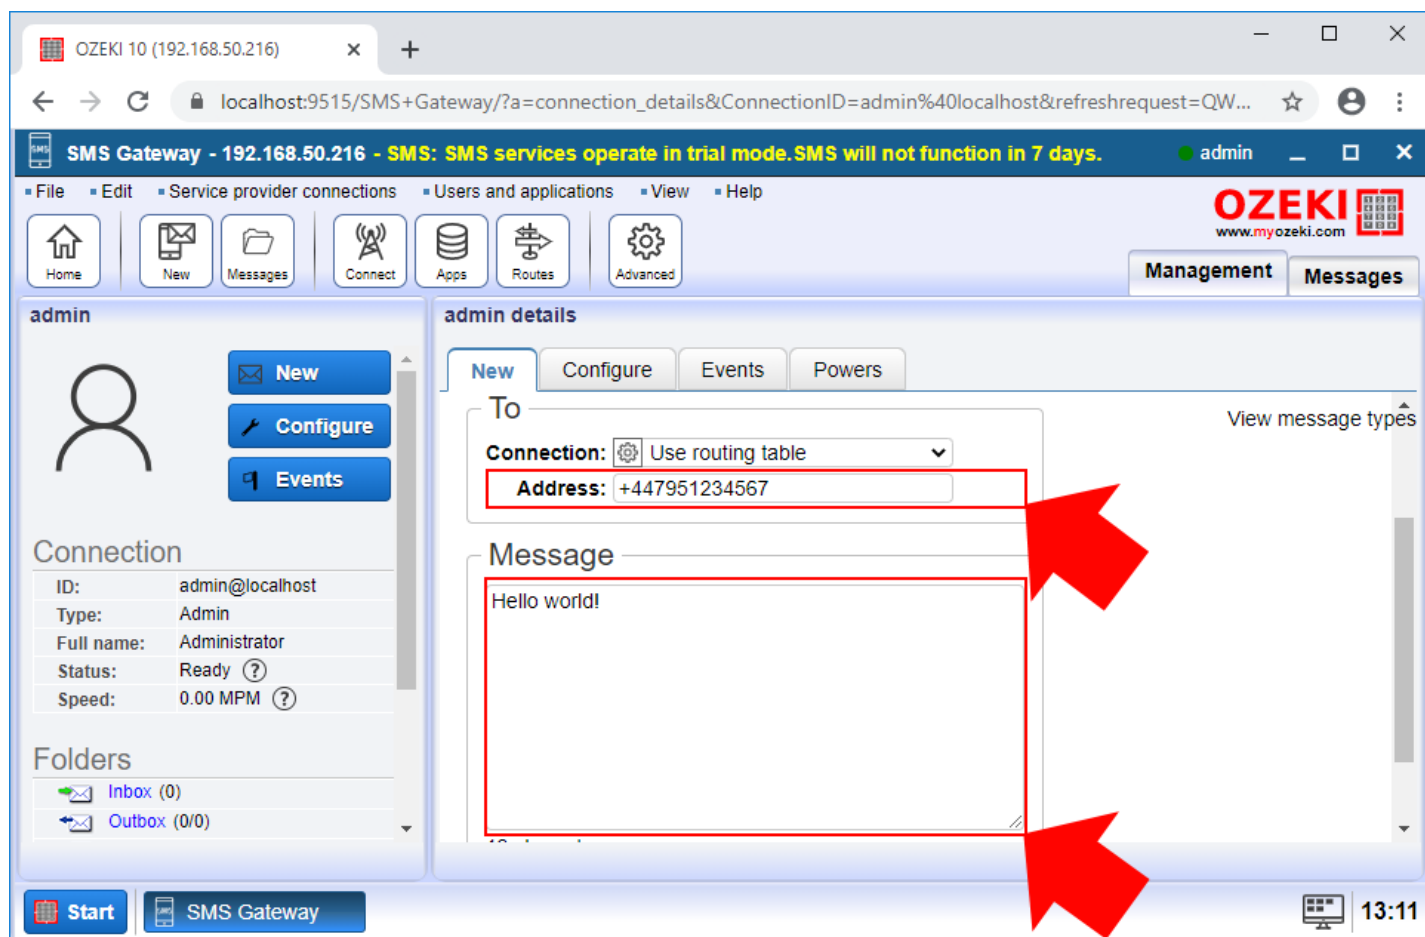 OZEKI 10 (192.168.50.216)
localhost:9515/SMS+Gateway/?a=connection_details&ConnectionID=admin%40localhost&refreshrequest=QW...
SMS Gateway - 192.168.50.216 - SMS: SMS services operate in trial mode.SMS will not function in 7 days.
admin
File Edit Service provider connections Users and applications View Help
OZEKI
www.myozeki.com
Home New Messages Connect Apps Routes Advanced
Management Messages
admin
New
Configure
Events
Connection
ID: admin@localhost
Type: Admin
Full name: Administrator
Status: Ready ?
Speed: 0.00 MPM ?
Folders
Inbox (0)
Outbox (0/0)
admin details
New Configure Events Powers
View message types
To
Connection: Use routing table
Address: +447951234567
Message
Hello world!
Start SMS Gateway 13:11